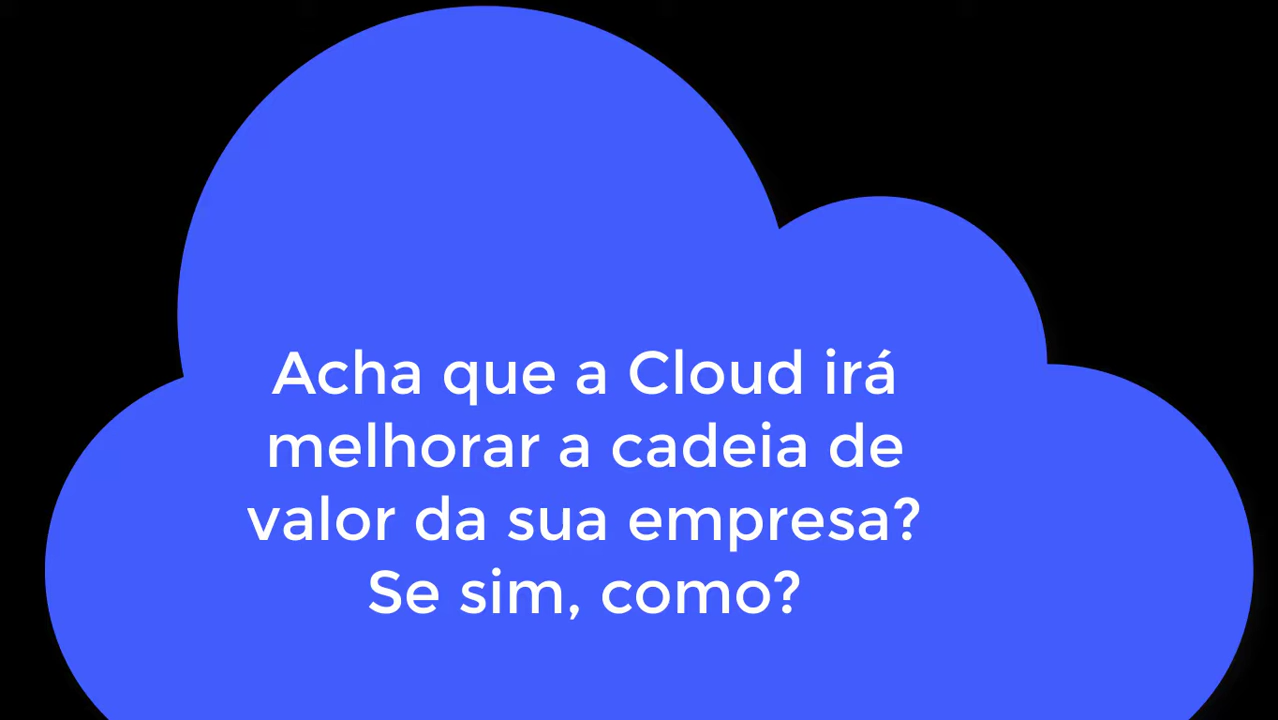 Acha que a Cloud irá
melhorar a cadeia de
valor da sua empresa?
Se sim, como?